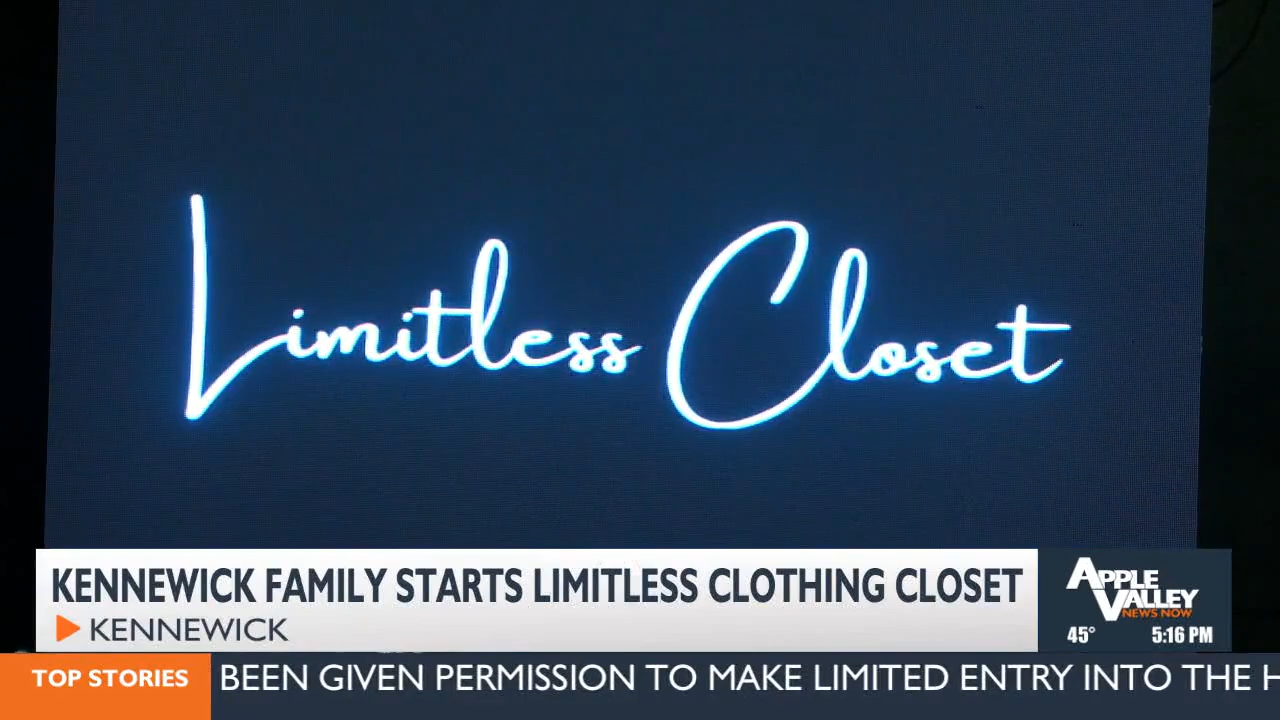 Limitless Closet
KENNEWICK FAMILY STARTS LIMITLESS CLOTHING CLOSET
KENNEWICK
APPLE
VALLEY
NEWS NOW
45° 5:16 PM
TOP STORIES BEEN GIVEN PERMISSION TO MAKE LIMITED ENTRY INTO THE H